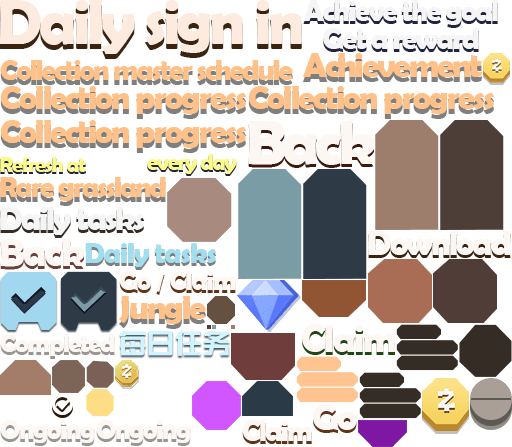 Daily sign in
Achieve the goal
Get a reward
Collection master schedule
Achievement
Collection progress
Collection progress
Collection progress
Back
Refresh at
every day
Rare grassland
Daily tasks
Download
Back
Daily tasks
Go / Claim
Jungle
Completed
每日任务
Claim
Ongoing
Ongoing
Claim
Go